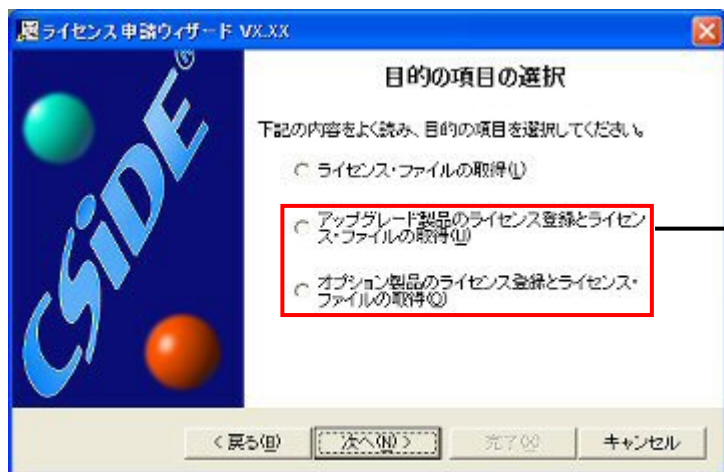 ライセンス申請ウィザード VX.XX
CSiDE®
目的の項目の選択
下記の内容をよく読み、目的の項目を選択してください。
ライセンス・ファイルの取得(L)
アップグレード製品のライセンス登録とライセン
ス・ファイルの取得(U)
オプション製品のライセンス登録とライセンス・
ファイルの取得(O)
< 戻る(B)
次へ(N) >
完了(X)
キャンセル